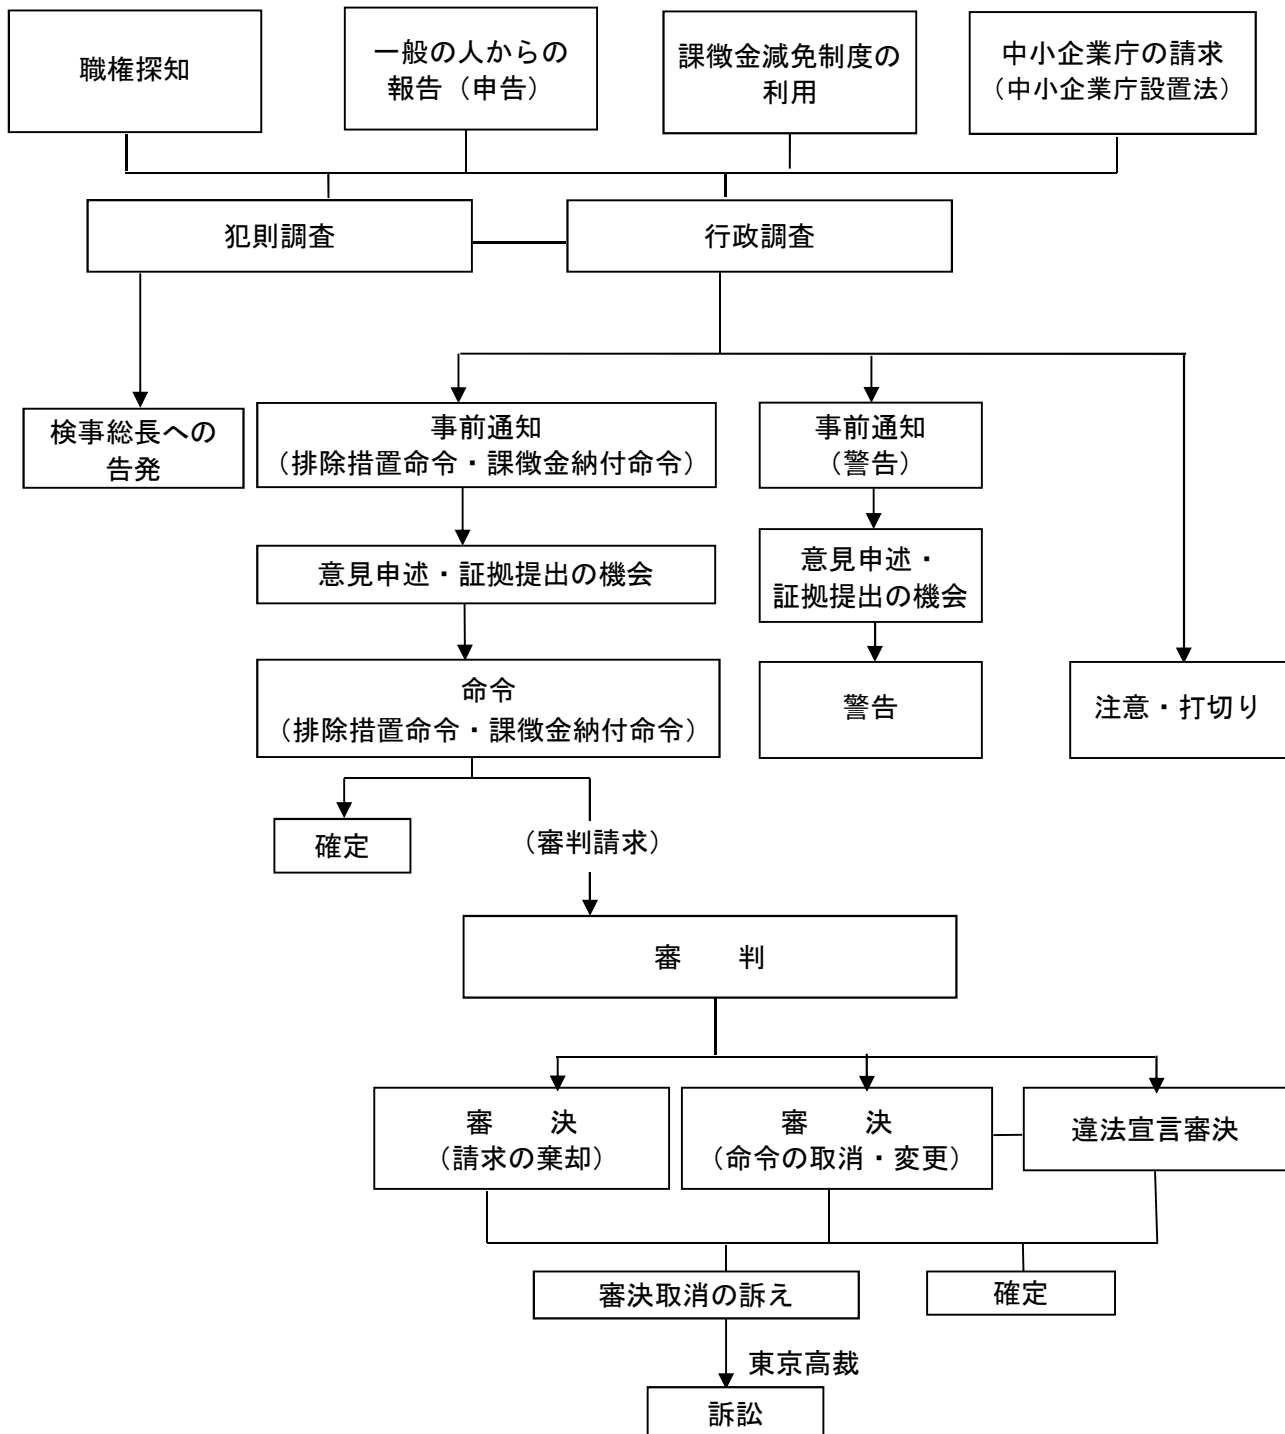 職権探知
一般の人からの
報告（申告）
課徴金減免制度の
利用
中小企業庁の請求
（中小企業庁設置法）
犯則調査
行政調査
検事総長への
告発
事前通知
（排除措置命令・課徴金納付命令）
事前通知
（警告）
意見申述・証拠提出の機会
意見申述・
証拠提出の機会
命令
（排除措置命令・課徴金納付命令）
警告
注意・打切り
確定
（審判請求）
審　　判
審　　決
（請求の棄却）
審　　決
（命令の取消・変更）
違法宣言審決
審決取消の訴え
確定
東京高裁
訴訟